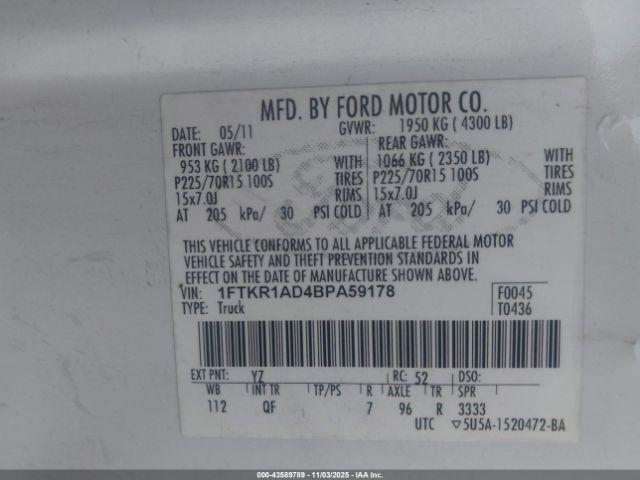 MFD. BY FORD MOTOR CO.
DATE: 05/11 GVWR: 1950 KG ( 4300 LB)
FRONT GAWR: REAR GAWR:
953 KG ( 2100 LB) WITH 1066 KG ( 2350 LB) WITH
P225/70R15 100S TIRES P225/70R15 100S TIRES
15x7.0J RIMS 15x7.0J RIMS
AT 205 kPa/ 30 PSI COLD AT 205 kPa/ 30 PSI COLD
THIS VEHICLE CONFORMS TO ALL APPLICABLE FEDERAL MOTOR
VEHICLE SAFETY AND THEFT PREVENTION STANDARDS IN
EFFECT ON THE DATE OF MANUFACTURE SHOWN ABOVE.
VIN: 1FTKR1AD4BPA59178 F0045
TYPE: Truck T0436
EXT PNT: YZ RC: 52 DSO:
WB INT TR TP/PS R AXLE TR SPR
112 QF 7 96 R 3333
UTC ▽5U5A-1520472-BA
000-43589789 - 11/03/2025 - IAA Inc.